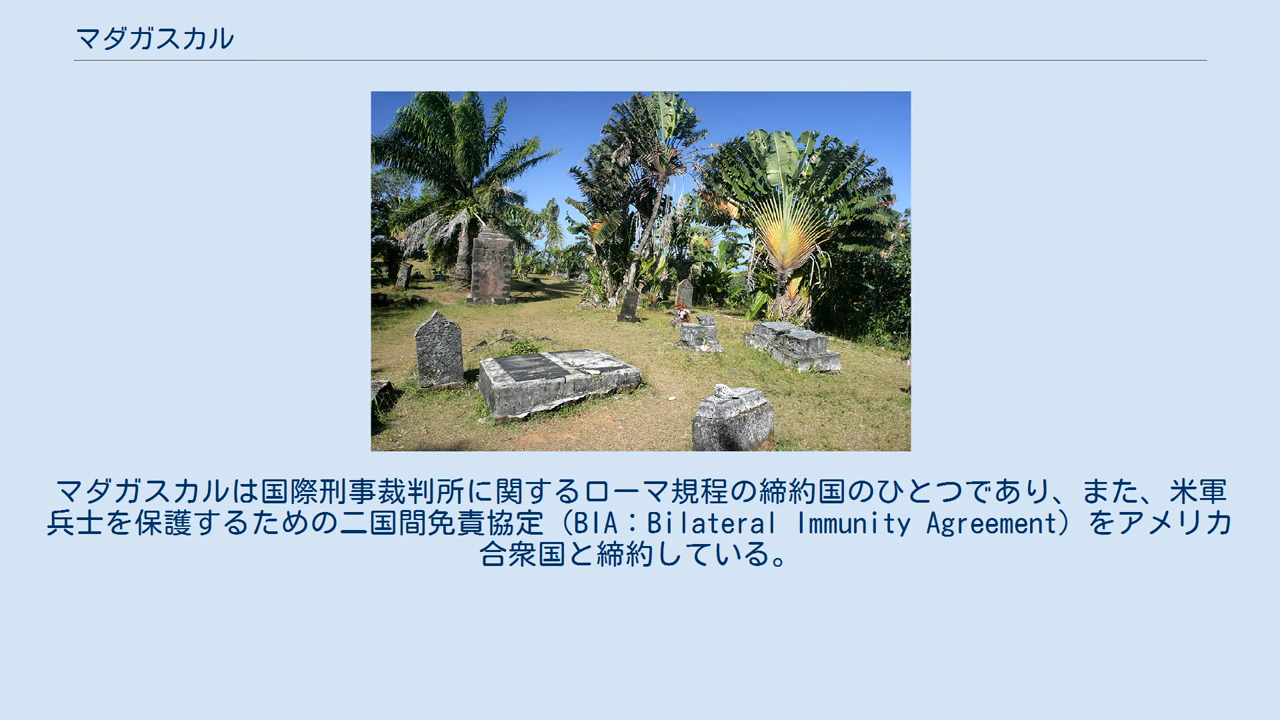 マダガスカル
マダガスカルは国際刑事裁判所に関するローマ規程の締約国のひとつであり、また、米軍
兵士を保護するための二国間免責協定（BIA：Bilateral Immunity Agreement）をアメリカ
合衆国と締約している。